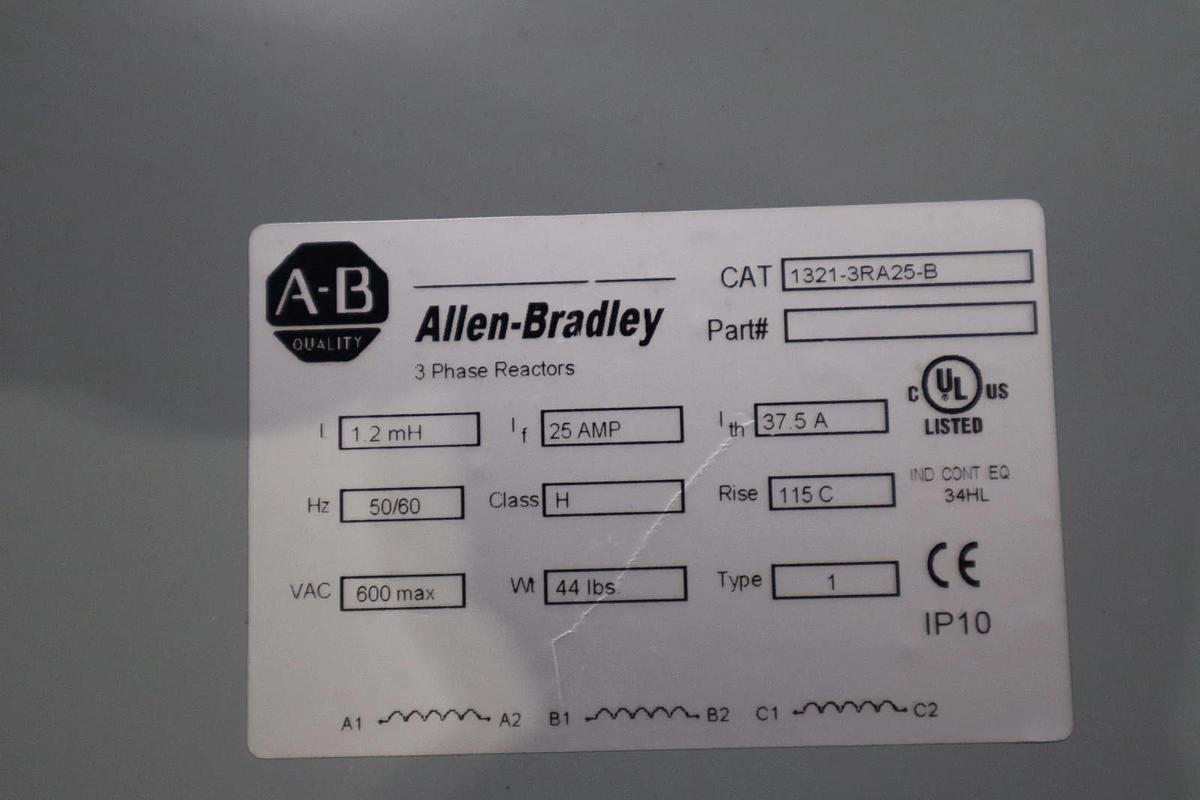 A-B
QUALITY
Allen-Bradley
3 Phase Reactors
CAT 1321-3RA25-B
Part#
C UL US
®
LISTED
L 1.2 mH If 25 AMP Ith 37.5 A
IND CONT EQ
34HL
Hz 50/60 Class H Rise 115 C
CE
VAC 600 max Wt 44 lbs. Type 1
IP10
A1 A2 B1 B2 C1 C2